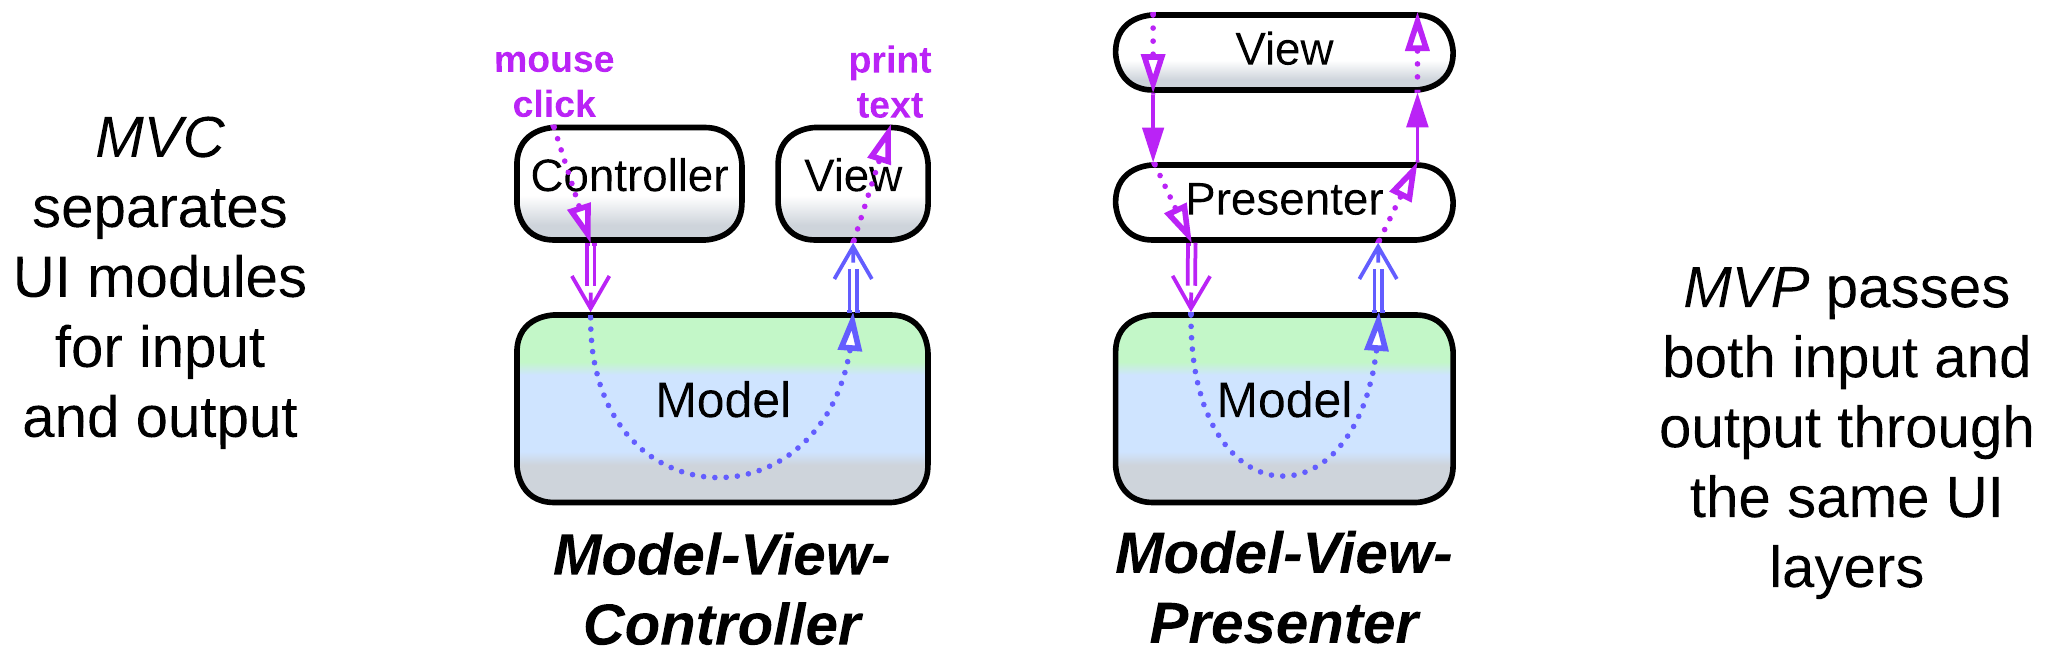 MVC
separates
UI modules
for input
and output
mouse
click
print
text
Controller
View
Model
Model-View-
Controller
View
Presenter
Model
Model-View-
Presenter
MVP passes
both input and
output through
the same UI
layers